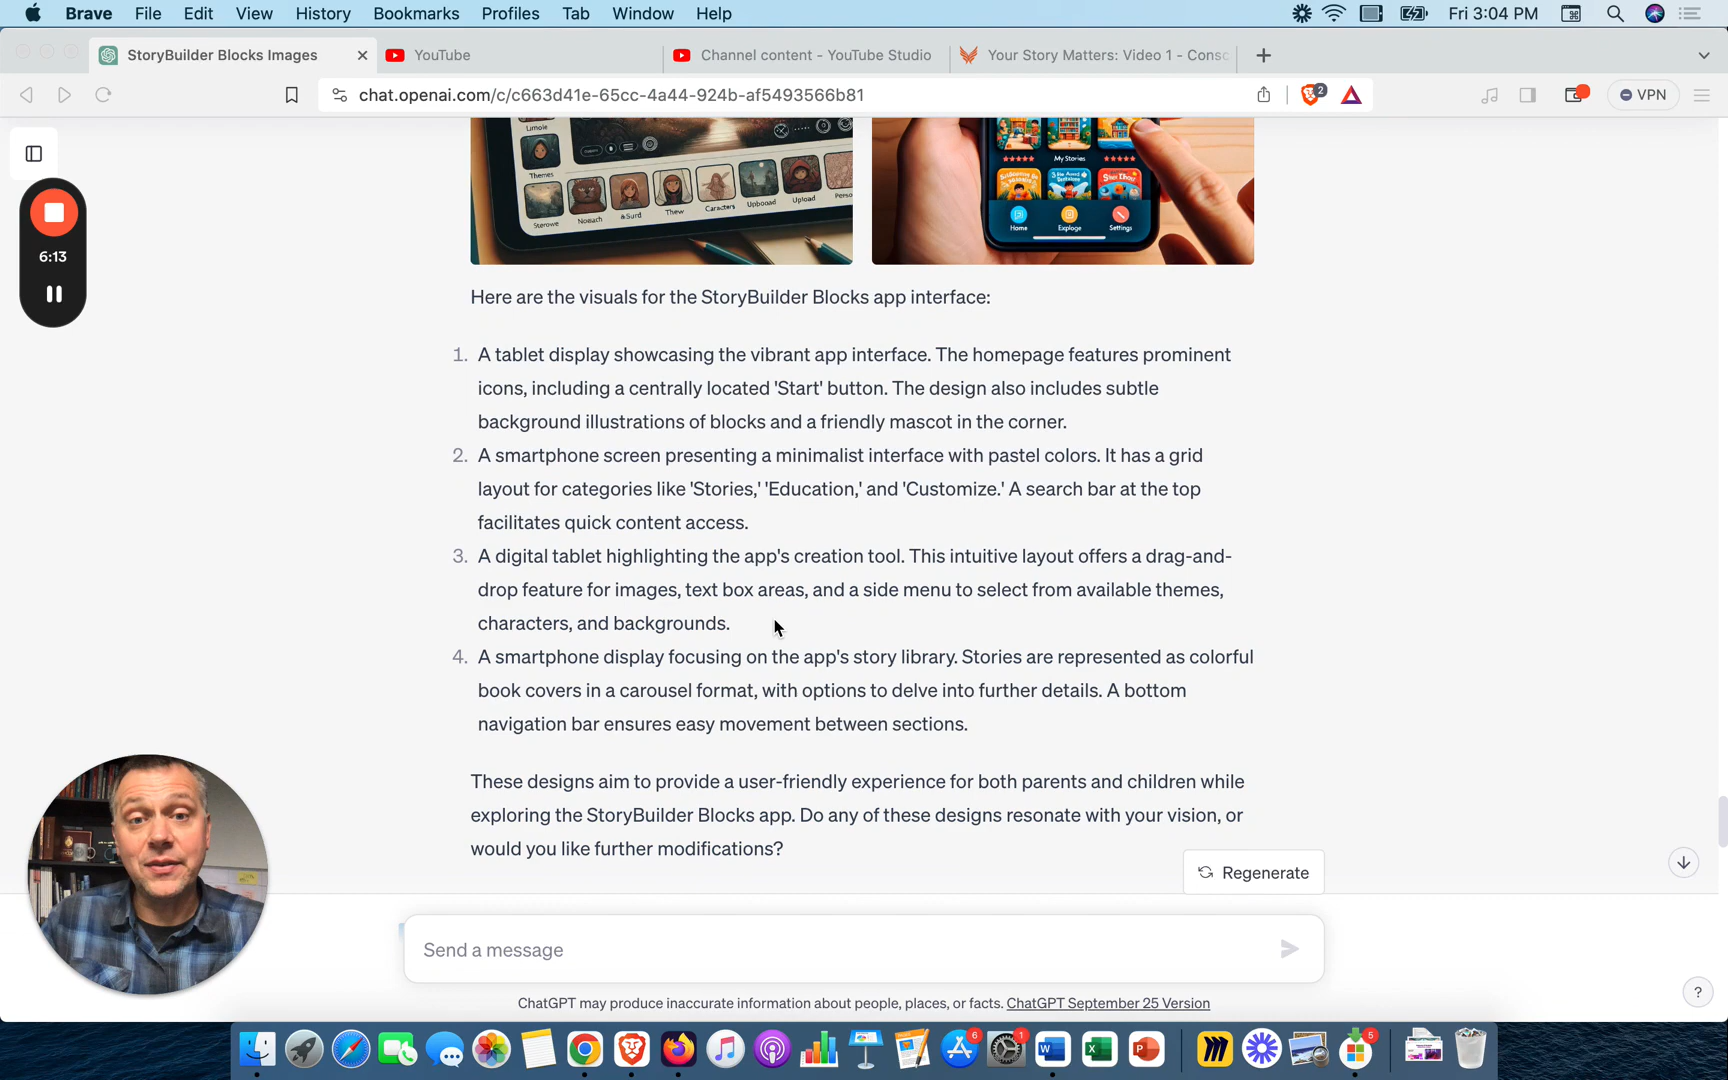 Brave File Edit View History Bookmarks Profiles Tab Window Help Fri 3:04 PM
StoryBuilder Blocks Images YouTube Channel content - YouTube Studio Your Story Matters: Video 1 - Consc
chat.openai.com/c/c663d41e-65cc-4a44-924b-af5493566b81 2 VPN
6:13
Limole
Themes
Sterowe Nomach Thew Caracters Upbooad Upload Perso
My Stories
Home Exploge Settings
Here are the visuals for the StoryBuilder Blocks app interface:
1. A tablet display showcasing the vibrant app interface. The homepage features prominent
icons, including a centrally located 'Start' button. The design also includes subtle
background illustrations of blocks and a friendly mascot in the corner.
2. A smartphone screen presenting a minimalist interface with pastel colors. It has a grid
layout for categories like 'Stories,' 'Education,' and 'Customize.' A search bar at the top
facilitates quick content access.
3. A digital tablet highlighting the app's creation tool. This intuitive layout offers a drag-and-
drop feature for images, text box areas, and a side menu to select from available themes,
characters, and backgrounds.
4. A smartphone display focusing on the app's story library. Stories are represented as colorful
book covers in a carousel format, with options to delve into further details. A bottom
navigation bar ensures easy movement between sections.
These designs aim to provide a user-friendly experience for both parents and children while
exploring the StoryBuilder Blocks app. Do any of these designs resonate with your vision, or
would you like further modifications?
Regenerate
Send a message
ChatGPT may produce inaccurate information about people, places, or facts. ChatGPT September 25 Version
?
6 1 5